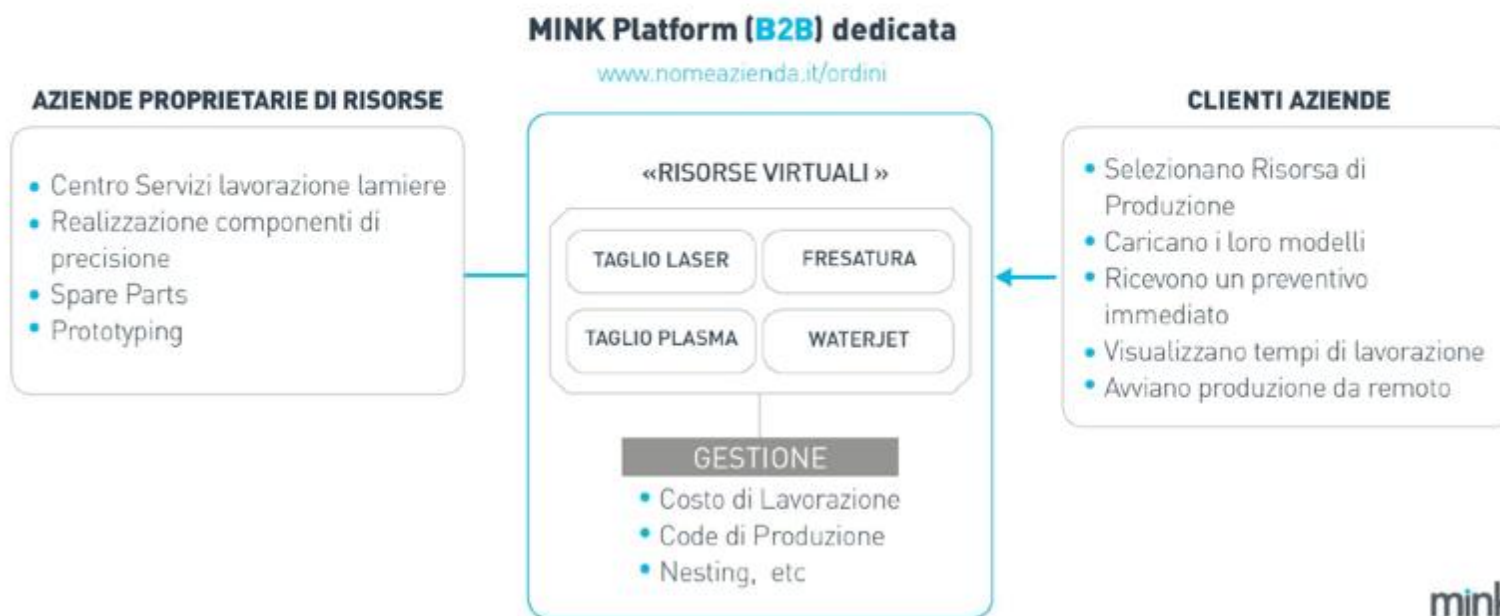 MINK Platform (B2B) dedicata
www.nomeazienda.it/ordini
AZIENDE PROPRIETARIE DI RISORSE
• Centro Servizi lavorazione lamiere
• Realizzazione componenti di
precisione
• Spare Parts
• Prototyping
«RISORSE VIRTUALI »
TAGLIO LASER
FRESATURA
TAGLIO PLASMA
WATERJET
GESTIONE
• Costo di Lavorazione
• Code di Produzione
• Nesting, etc
CLIENTI AZIENDE
• Selezionano Risorsa di
Produzione
• Caricano i loro modelli
• Ricevono un preventivo
immediato
• Visualizzano tempi di lavorazione
• Avviano produzione da remoto
mink